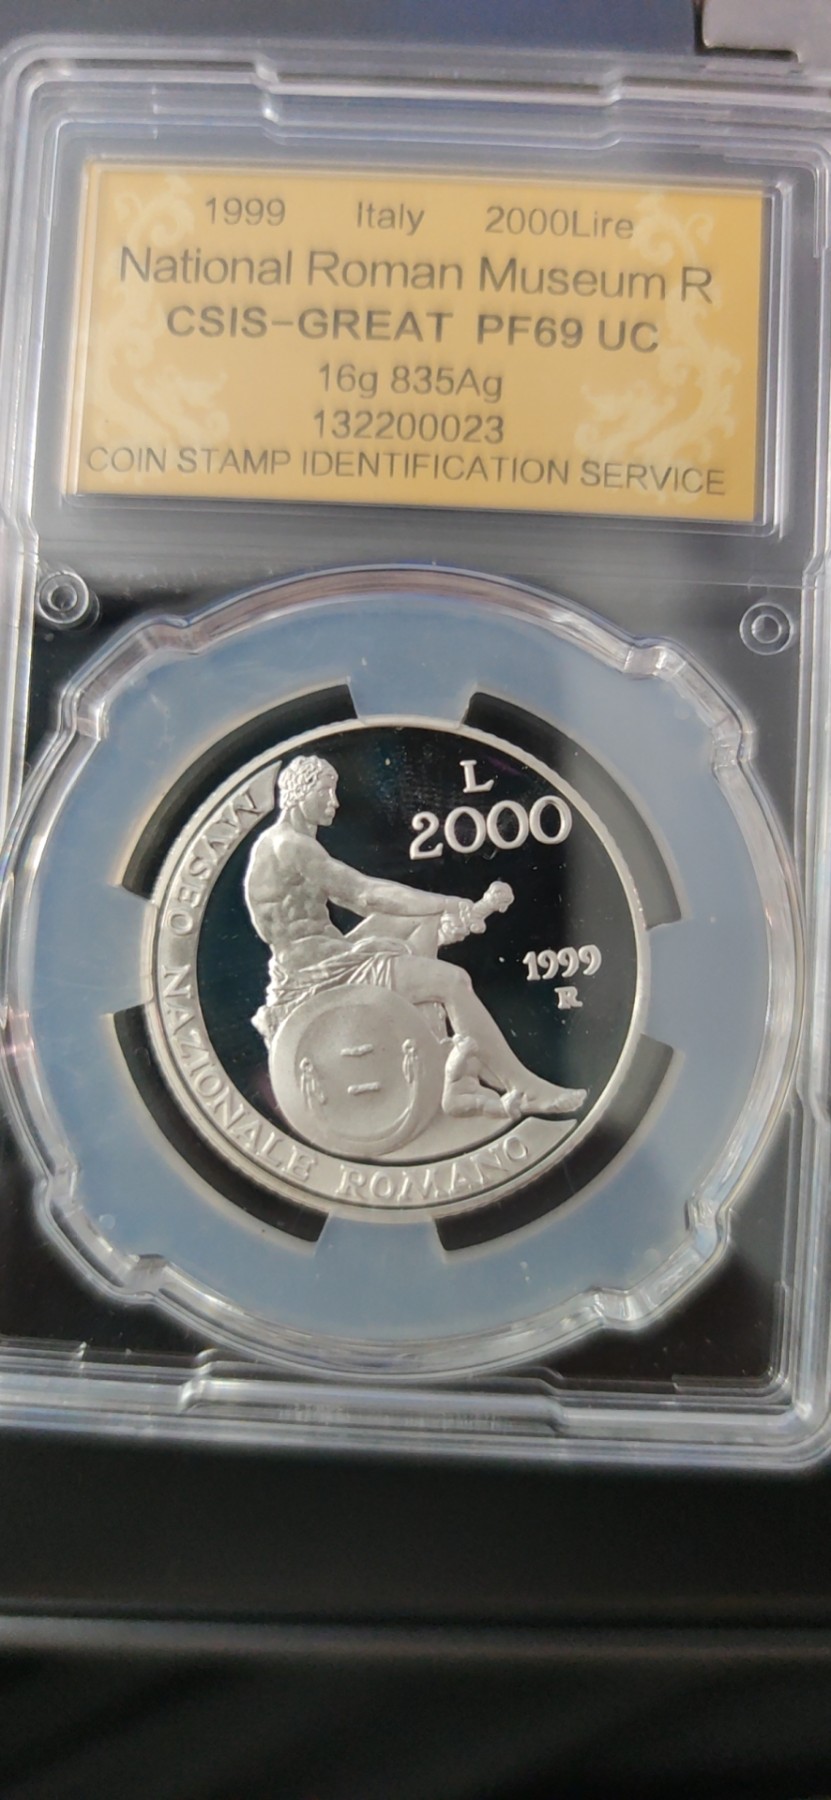 1999 Italy 2000Lire
National Roman Museum R
CSIS-GREAT PF69 UC
16g 835Ag
132200023
COIN STAMP IDENTIFICATION SERVICE
L
2000
1999
R
MVSEO NAZIONALE ROMANO